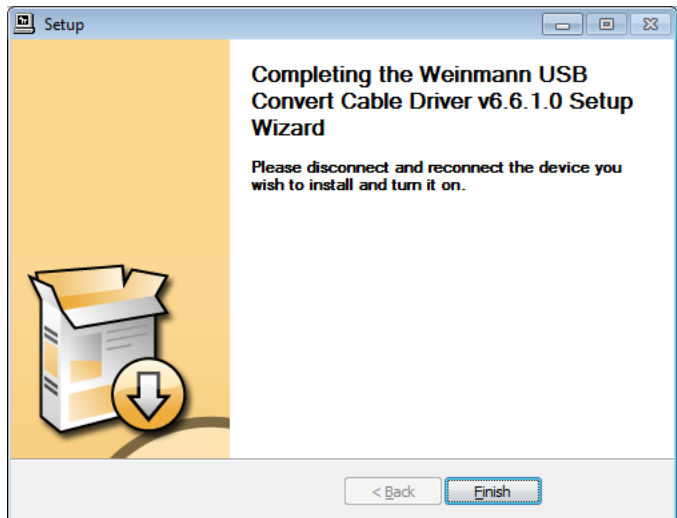 Setup
Completing the Weinmann USB
Convert Cable Driver v6.6.1.0 Setup
Wizard
Please disconnect and reconnect the device you
wish to install and turn it on.
< Back
Finish